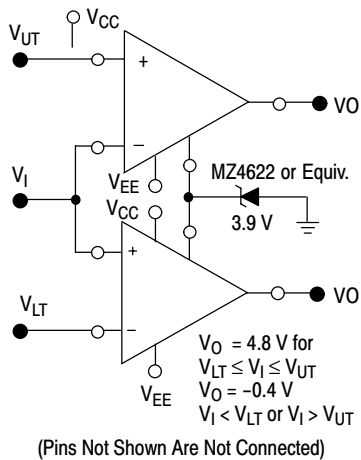 VCC
VUT
+
VO
−
VEE
MZ4622 or Equiv.
VI
VCC
3.9 V
+
VO
VLT
−
VEE
VO = 4.8 V for
VLT ≤ VI ≤ VUT
VO = −0.4 V
VI < VLT or VI > VUT
(Pins Not Shown Are Not Connected)